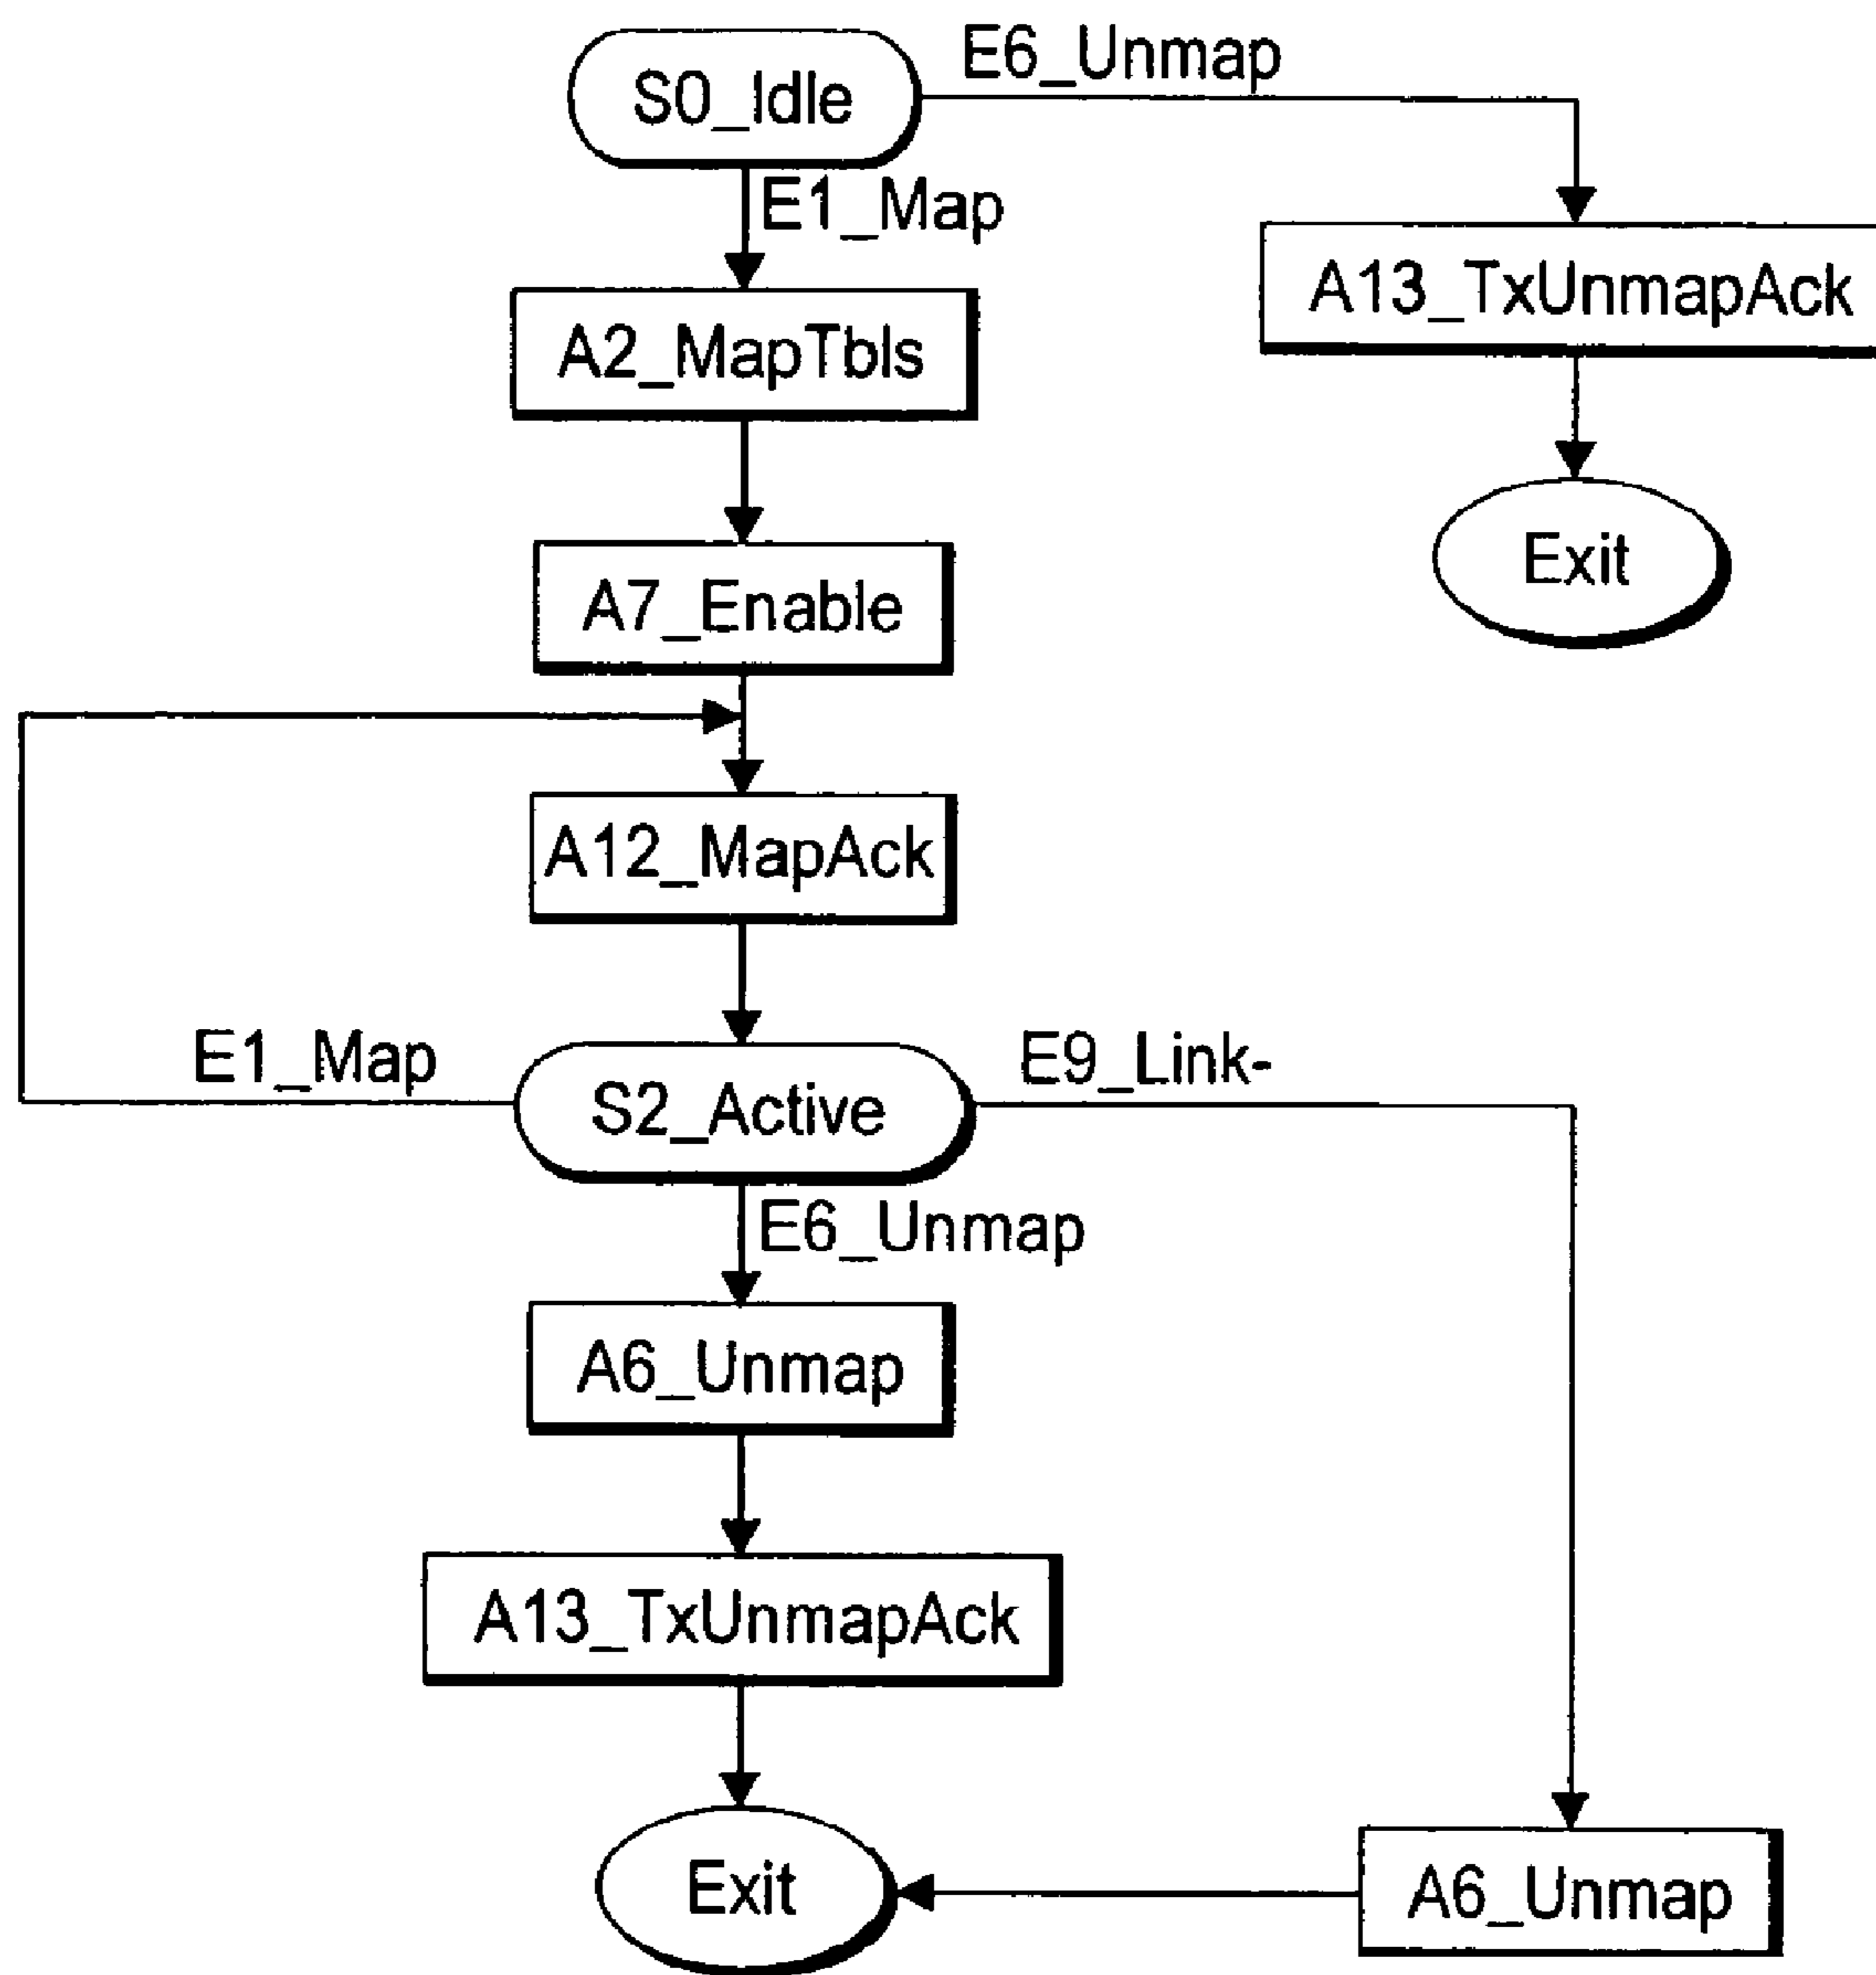 S0_Idle
E6_Unmap
E1_Map
A13_TxUnmapAck
A2_MapTbls
Exit
A7_Enable
A12_MapAck
E1_Map
E9_Link-
S2_Active
E6_Unmap
A6_Unmap
A13_TxUnmapAck
Exit
A6_Unmap